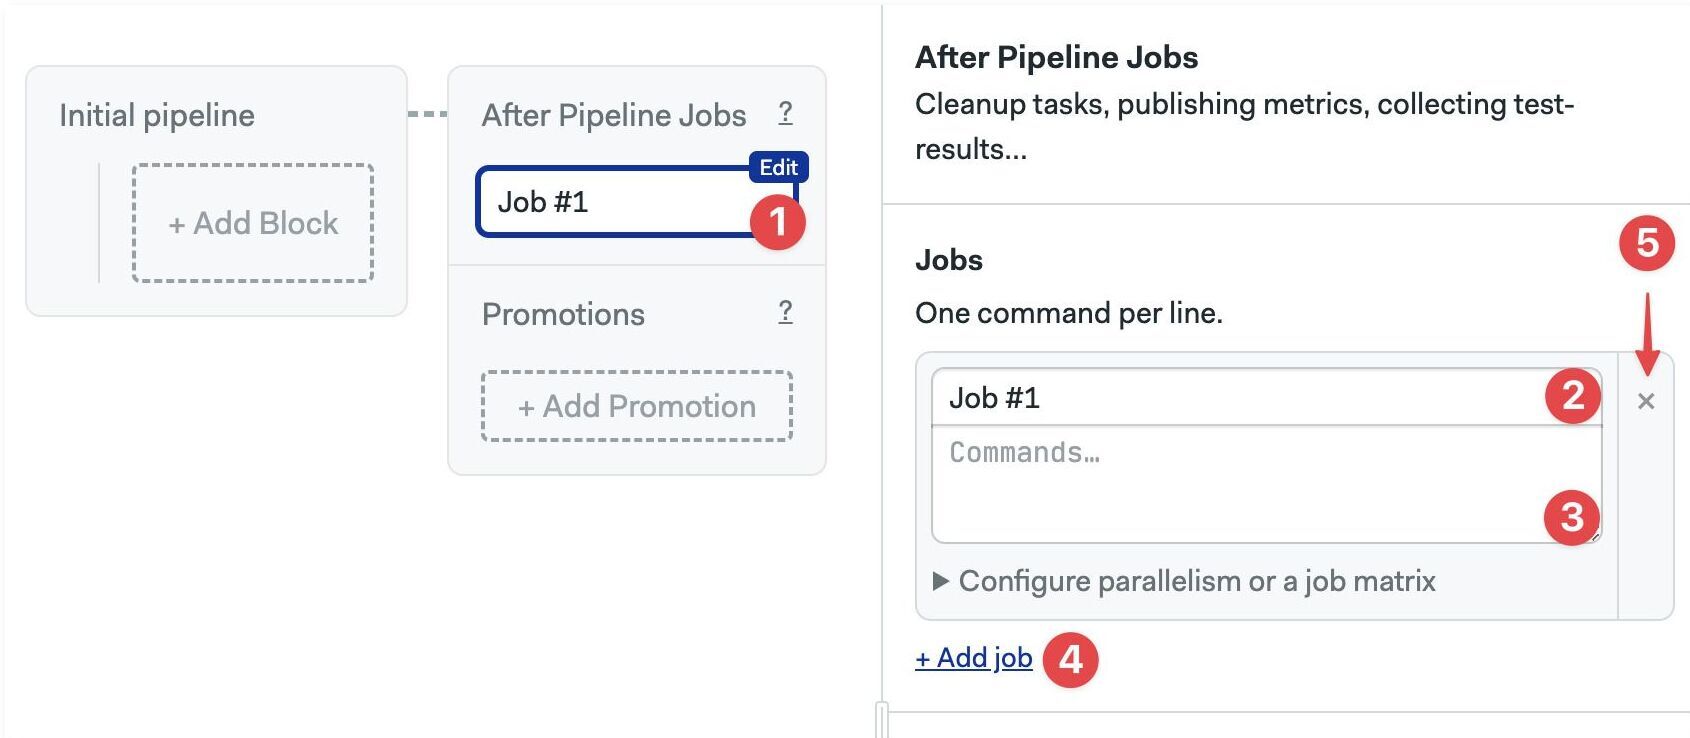 Initial pipeline
+ Add Block
After Pipeline Jobs ?
Edit
Job #1
1
Promotions ?
+ Add Promotion
After Pipeline Jobs
Cleanup tasks, publishing metrics, collecting test-
results...
Jobs
5
One command per line.
Job #1
2
×
Commands…
3
▶ Configure parallelism or a job matrix
+ Add job
4